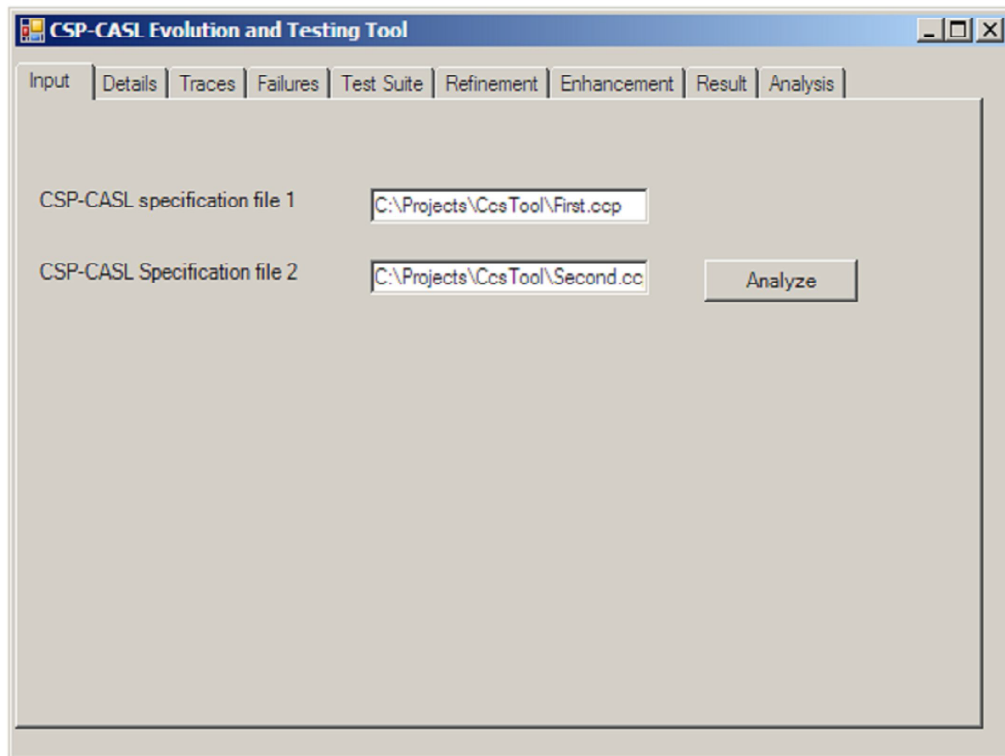 CSP-CASL Evolution and Testing Tool
Input Details Traces Failures Test Suite Refinement Enhancement Result Analysis
CSP-CASL specification file 1 C:\Projects\CcsTool\First.ccp
CSP-CASL Specification file 2 C:\Projects\CcsTool\Second.cc Analyze